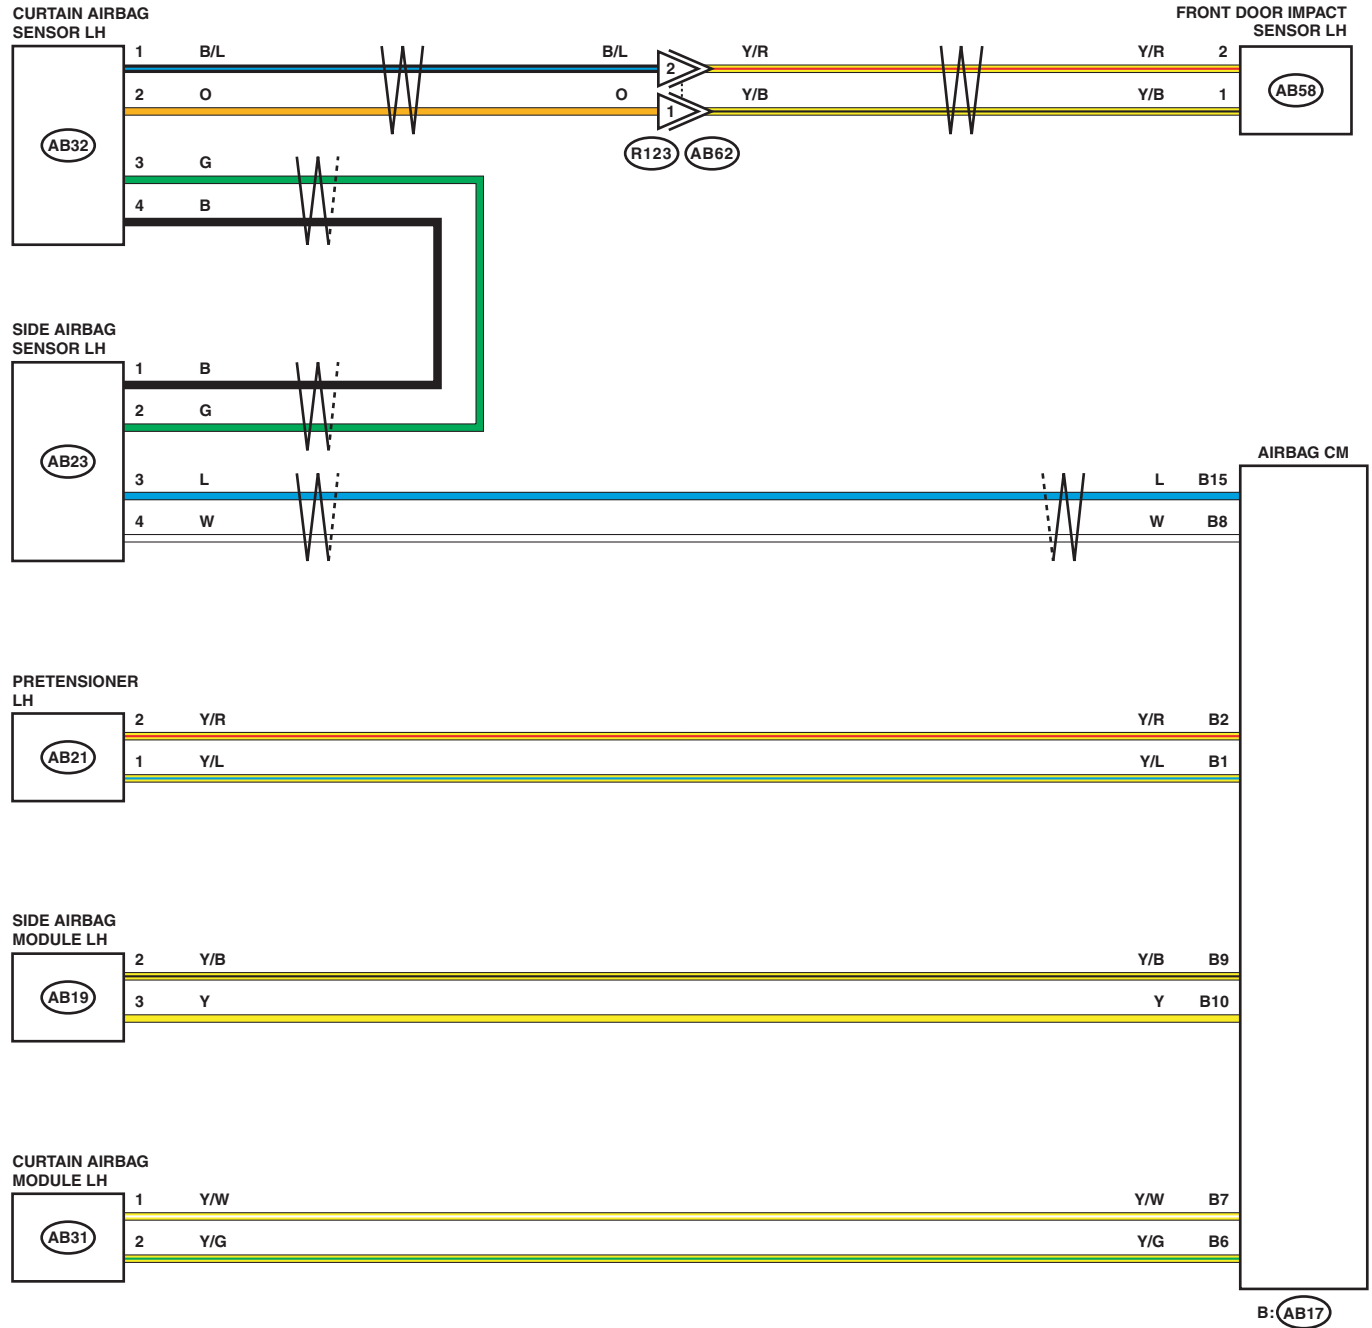 CURTAIN AIRBAG
SENSOR LH
FRONT DOOR IMPACT
SENSOR LH
1 B/L B/L 2 Y/R Y/R 2
2 O O 1 Y/B Y/B 1
AB32
AB58
R123 AB62
3 G
4 B
SIDE AIRBAG
SENSOR LH
1 B
2 G
AB23
AIRBAG CM
3 L L B15
4 W W B8
PRETENSIONER
LH
2 Y/R Y/R B2
AB21
1 Y/L Y/L B1
SIDE AIRBAG
MODULE LH
2 Y/B Y/B B9
AB19
3 Y Y B10
CURTAIN AIRBAG
MODULE LH
1 Y/W Y/W B7
AB31
2 Y/G Y/G B6
B: AB17